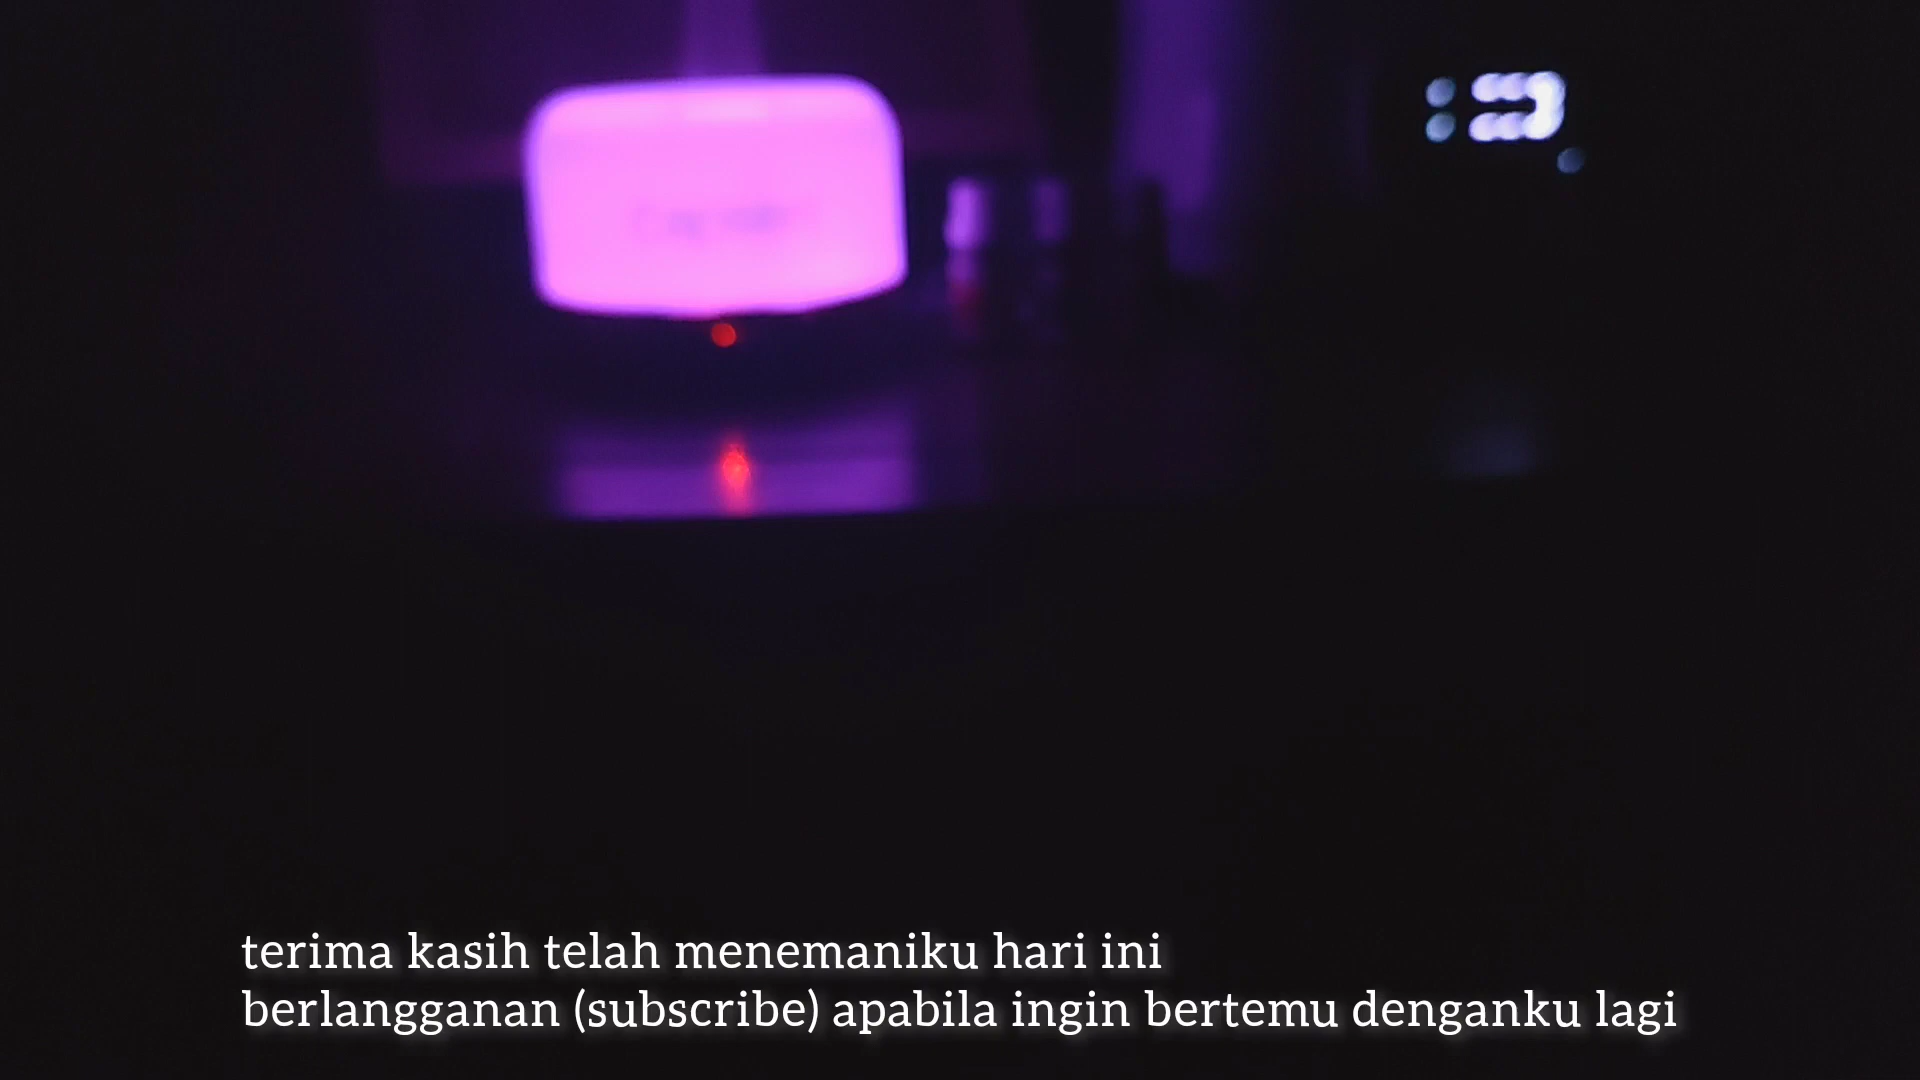 terima kasih telah menemaniku hari ini
berlangganan (subscribe) apabila ingin bertemu denganku lagi